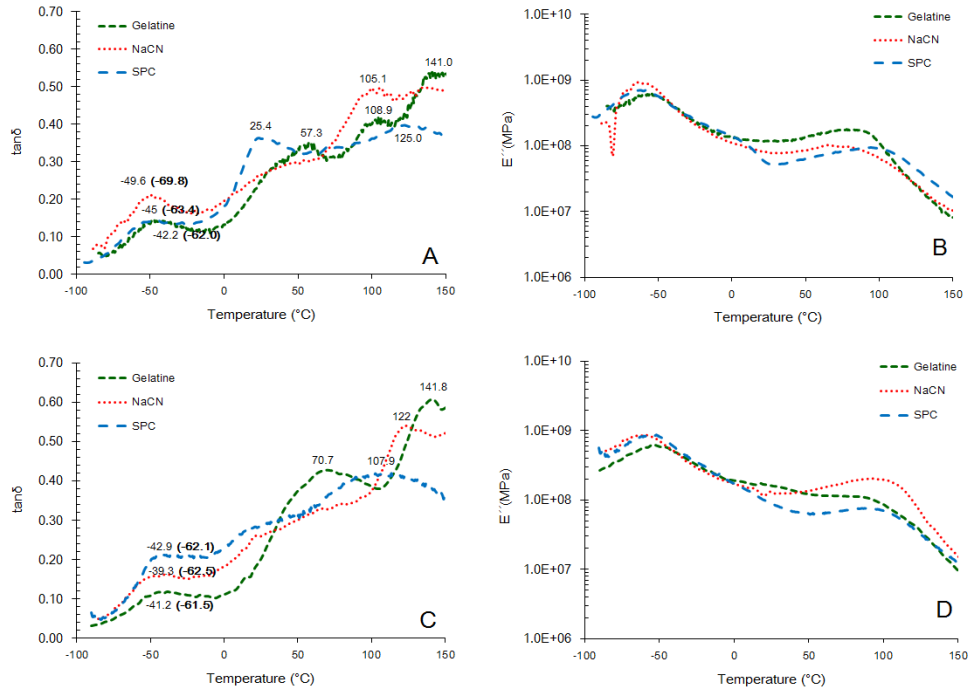 0.70
0.60
0.50
0.40
0.30
0.20
0.10
0.00
tanδ
Gelatine
NaCN
SPC
141.0
105.1
108.9
125.0
57.3
25.4
-49.6 (-69.8)
-45 (-63.4)
-42.2 (-62.0)
A
-100 -50 0 50 100 150
Temperature (°C)
1.0E+10
1.0E+09
1.0E+08
1.0E+07
1.0E+06
E´´(MPa)
Gelatine
NaCN
SPC
B
-100 -50 0 50 100 150
Temperature (°C)
0.70
0.60
0.50
0.40
0.30
0.20
0.10
0.00
tanδ
Gelatine
NaCN
SPC
141.8
122
70.7
107.9
-42.9 (-62.1)
-39.3 (-62.5)
-41.2 (-61.5)
C
-100 -50 0 50 100 150
Temperature (°C)
1.0E+10
1.0E+09
1.0E+08
1.0E+07
1.0E+06
E´´(MPa)
Gelatine
NaCN
SPC
D
-100 -50 0 50 100 150
Temperature (°C)